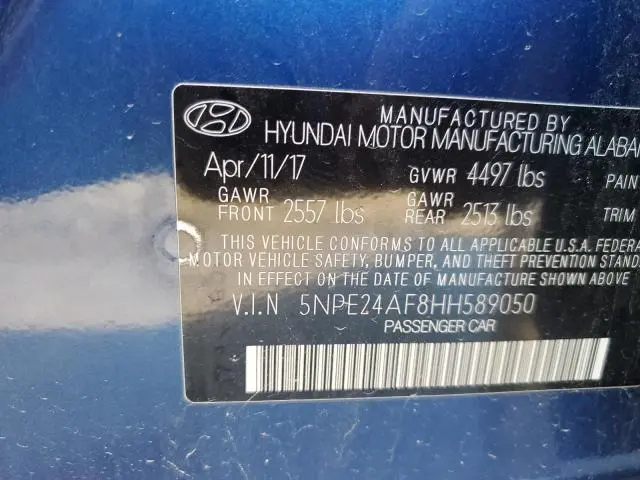 MANUFACTURED BY
HYUNDAI MOTOR MANUFACTURING ALABAM
Apr/11/17 GVWR 4497 lbs PAIN
GAWR FRONT 2557 lbs GAWR REAR 2513 lbs TRIM
THIS VEHICLE CONFORMS TO ALL APPLICABLE U.S.A. FEDERA
MOTOR VEHICLE SAFETY, BUMPER, AND THEFT PREVENTION STAND
IN EFFECT ON THE DATE OF MANUFACTURE SHOWN ABOVE
V.I.N 5NPE24AF8HH589050
PASSENGER CAR